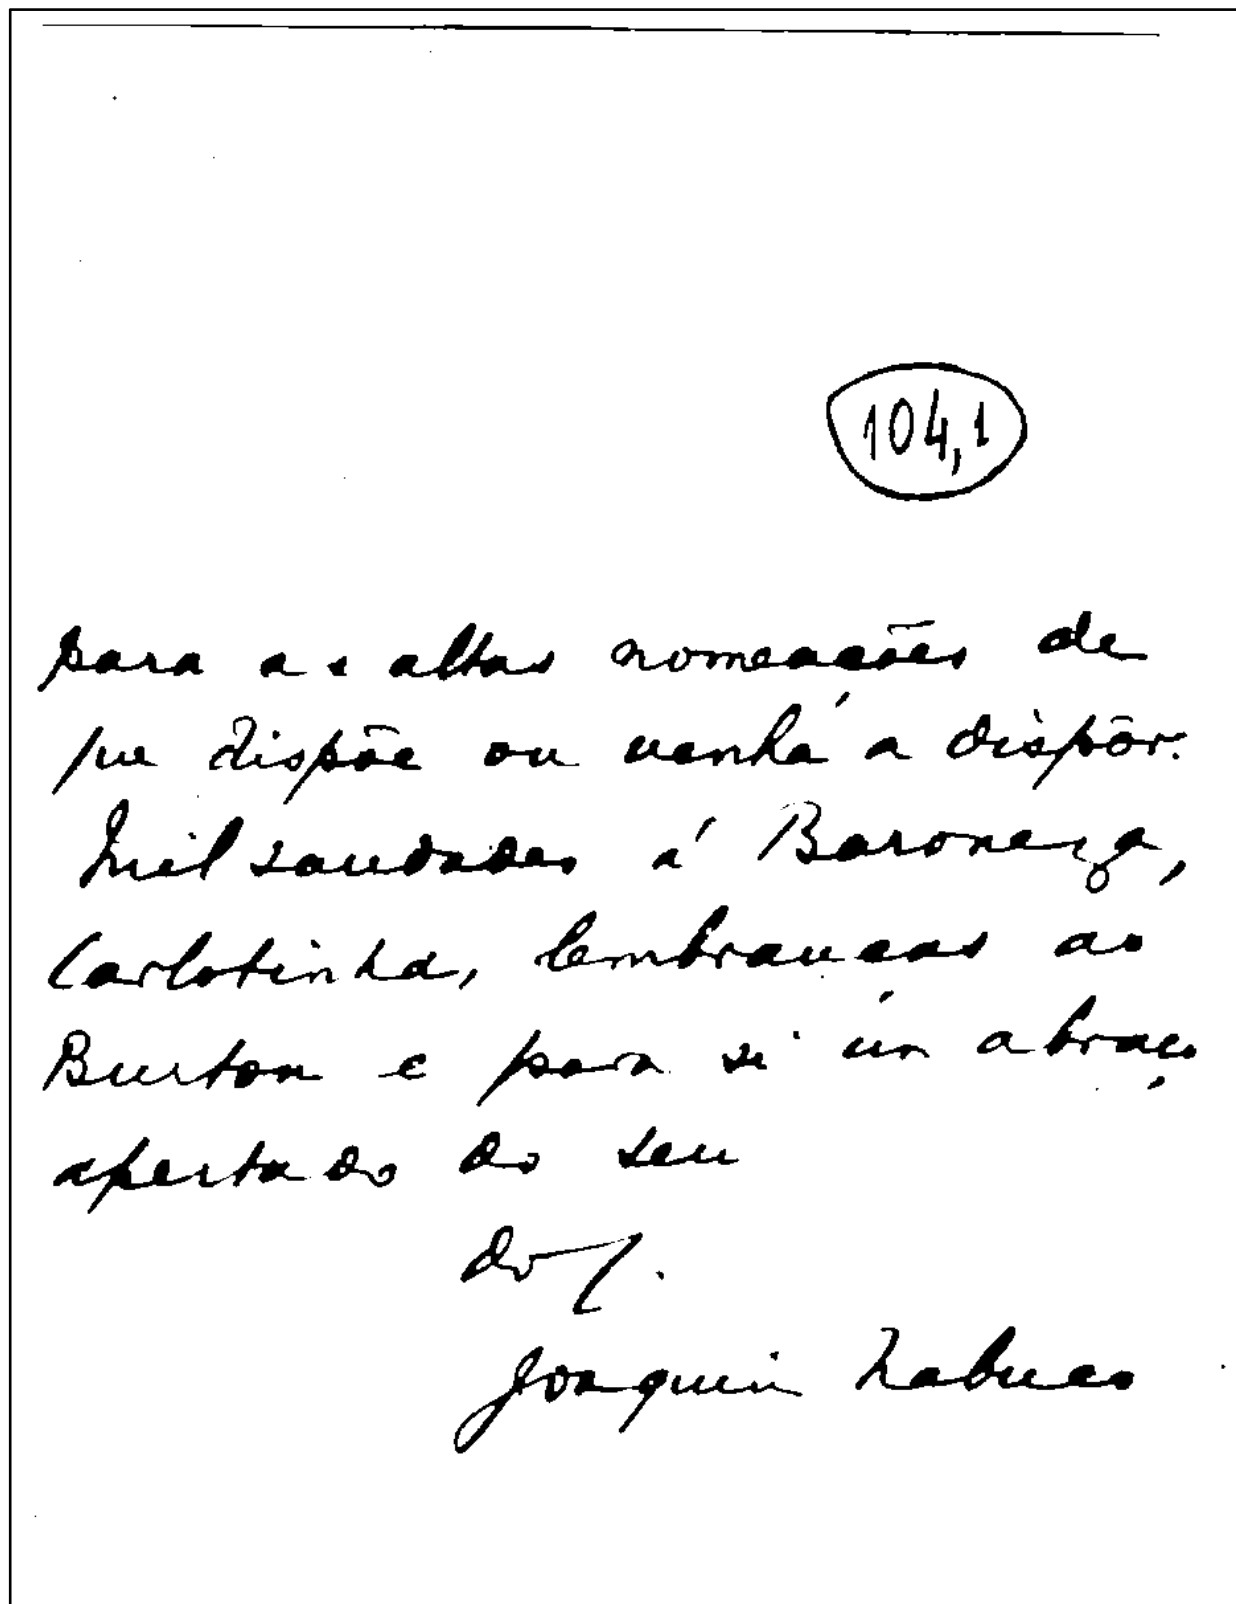 104,1
para as altas nomeações de
que dispõe ou venha a dispôr.
Mil saudades á Baroneza,
Carlotinha, lembranças ao
Burton e para si um abraço
apertado do seu
do C.
Joaquim Nabuco